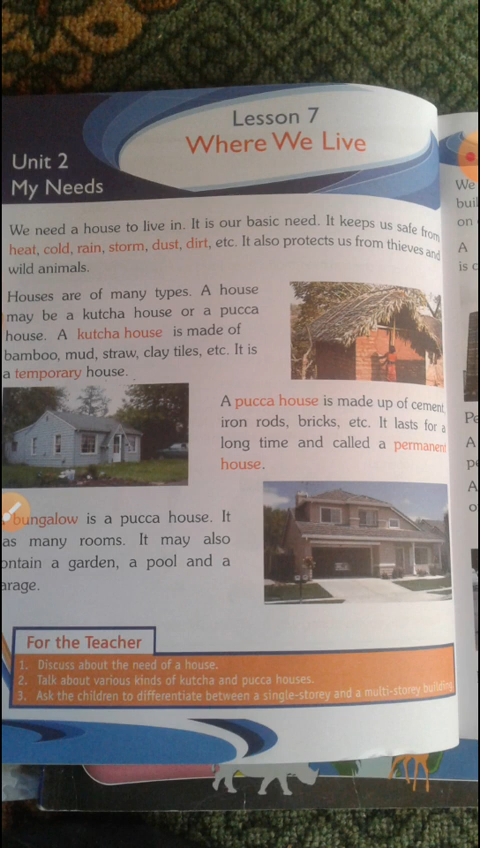 Lesson 7
Where We Live
Unit 2
My Needs
We need a house to live in. It is our basic need. It keeps us safe from
heat, cold, rain, storm, dust, dirt, etc. It also protects us from thieves and
wild animals.
Houses are of many types. A house
may be a kutcha house or a pucca
house. A kutcha house is made of
bamboo, mud, straw, clay tiles, etc. It is
a temporary house.
A pucca house is made up of cement,
iron rods, bricks, etc. It lasts for a
long time and called a permanent
house.
bungalow is a pucca house. It
as many rooms. It may also
ontain a garden, a pool and a
arage.
For the Teacher
1. Discuss about the need of a house.
2. Talk about various kinds of kutcha and pucca houses.
3. Ask the children to differentiate between a single-storey and a multi-storey building.
We
buil
on
A
is c
Pe
A
pe
A
o